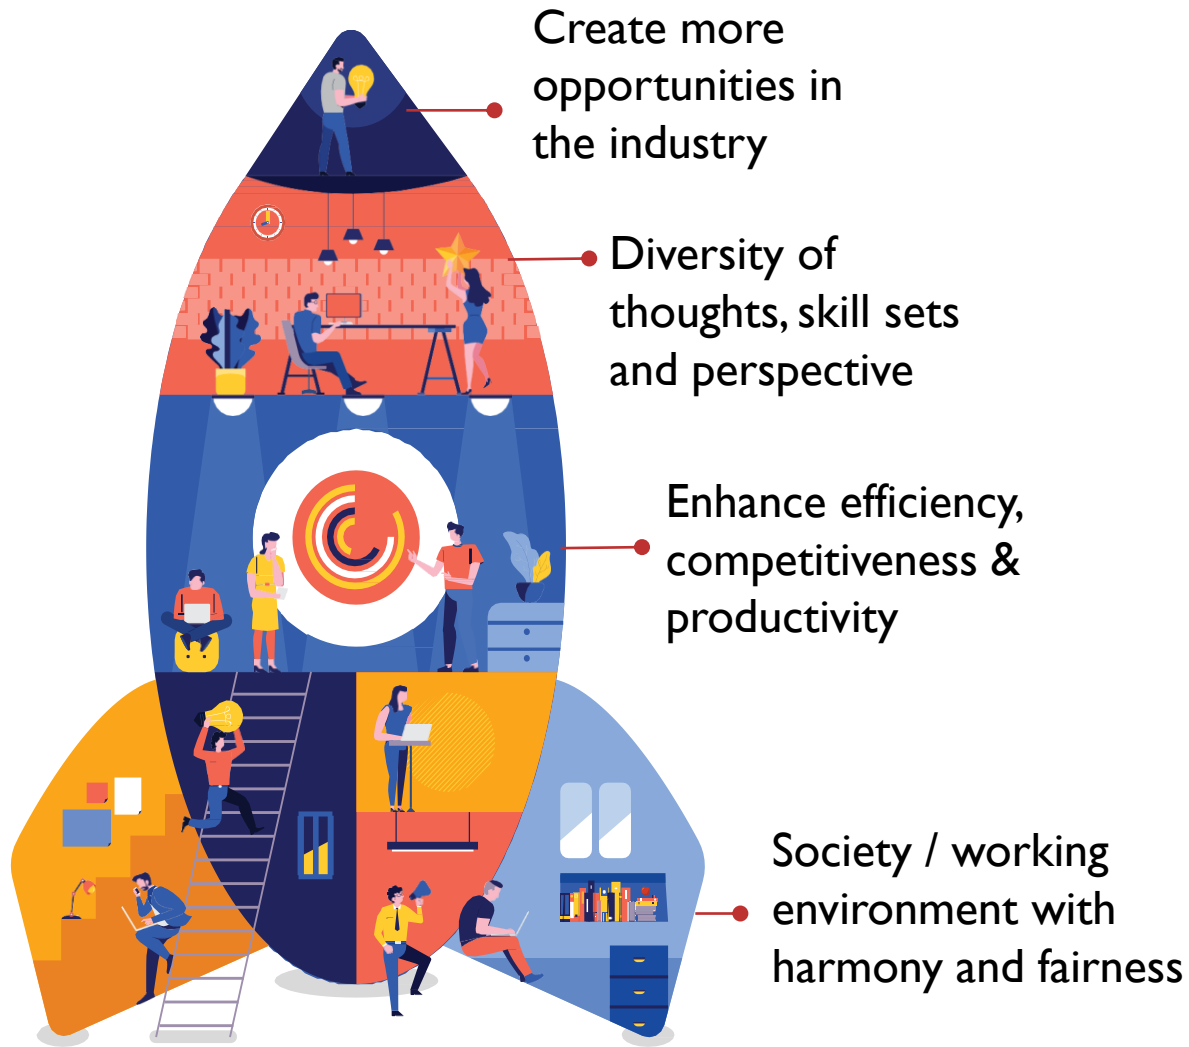 Create more
opportunities in
the industry
Diversity of
thoughts, skill sets
and perspective
Enhance efficiency,
competitiveness &
productivity
Society / working
environment with
harmony and fairness